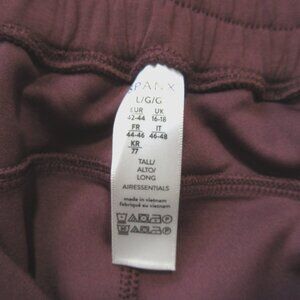 SPANX
L/G/G
EUR UK
42-44 16-18
FR IT
44-46 46-48
KR
77
TALL/
ALTO/
LONG
AIRESSENTIALS
made in vietnam
fabriqué au vietnam